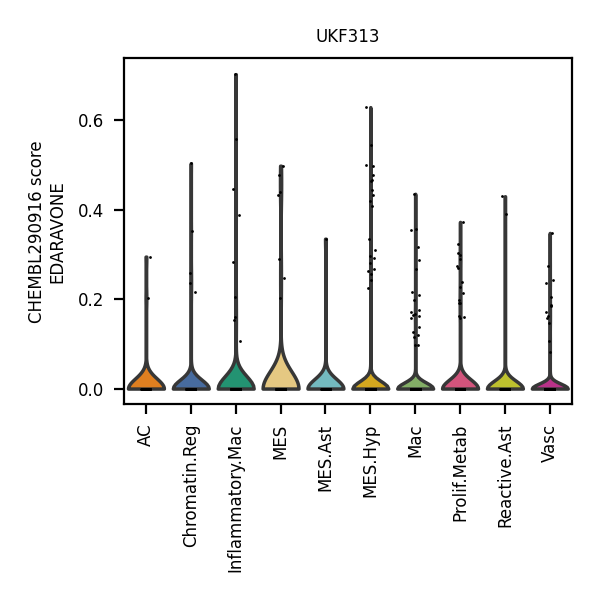 UKF313
CHEMBL290916 score
EDARAVONE
0.6
0.4
0.2
0.0
AC
Chromatin.Reg
Inflammatory.Mac
MES
MES.Ast
MES.Hyp
Mac
Prolif.Metab
Reactive.Ast
Vasc